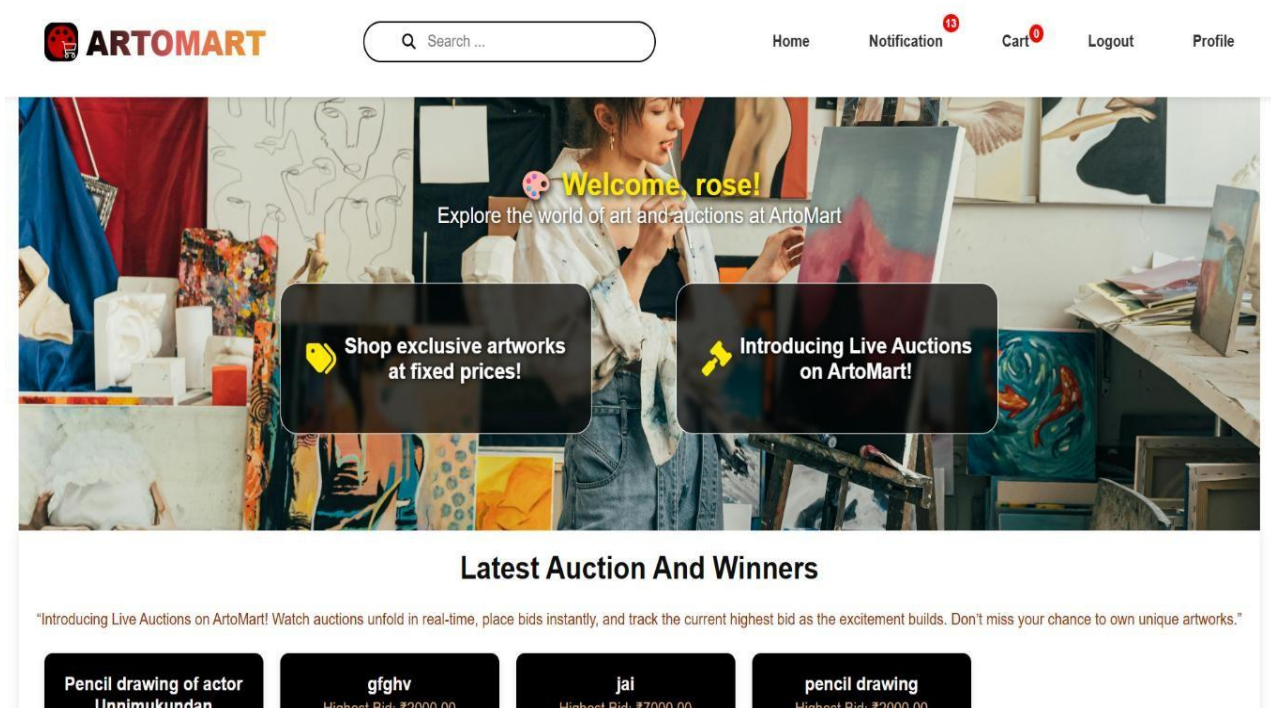 ARTOMART
Search ...
Home
Notification
13
Cart
0
Logout
Profile
Welcome, rose!
Explore the world of art and auctions at ArtoMart
Shop exclusive artworks
at fixed prices!
Introducing Live Auctions
on ArtoMart!
Latest Auction And Winners
“Introducing Live Auctions on ArtoMart! Watch auctions unfold in real-time, place bids instantly, and track the current highest bid as the excitement builds. Don't miss your chance to own unique artworks.”
Pencil drawing of actor
Unnimukundan
gfghv
Highest Bid: ₹2000.00
jai
Highest Bid: ₹7000.00
pencil drawing
Highest Bid: ₹2000.00